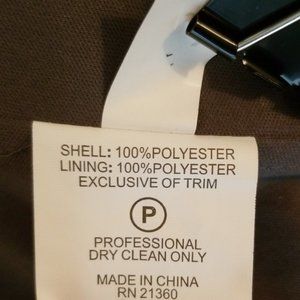 SHELL: 100%POLYESTER
LINING: 100%POLYESTER
EXCLUSIVE OF TRIM
P
PROFESSIONAL
DRY CLEAN ONLY
MADE IN CHINA
RN 21360